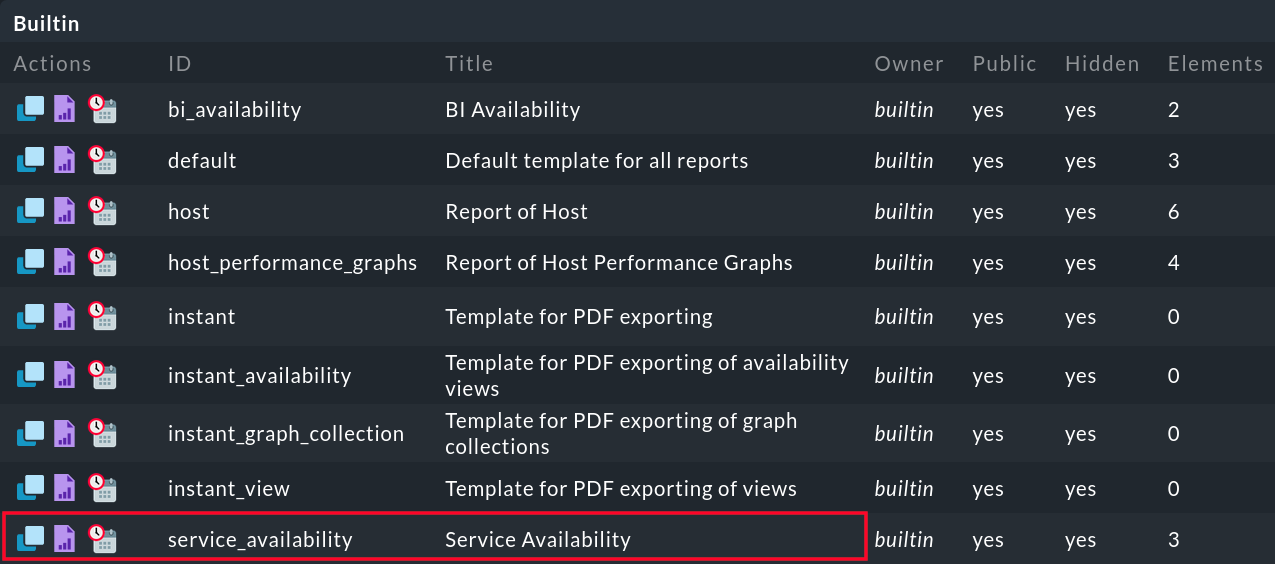 Builtin
Actions ID Title Owner Public Hidden Elements
bi_availability BI Availability builtin yes yes 2
default Default template for all reports builtin yes yes 3
host Report of Host builtin yes yes 6
host_performance_graphs Report of Host Performance Graphs builtin yes yes 4
instant Template for PDF exporting builtin yes yes 0
instant_availability Template for PDF exporting of availability builtin yes yes 0
views
instant_graph_collection Template for PDF exporting of graph builtin yes yes 0
collections
instant_view Template for PDF exporting of views builtin yes yes 0
service_availability Service Availability builtin yes yes 3